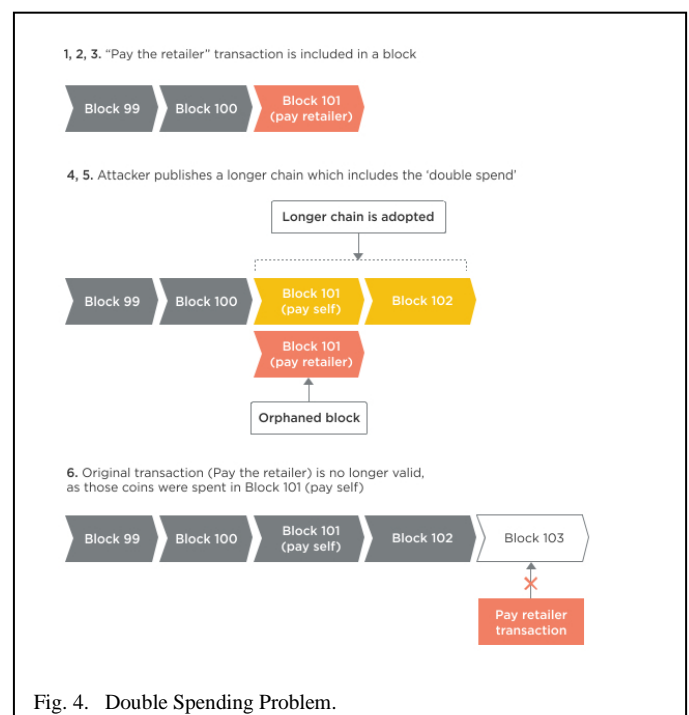 1, 2, 3. “Pay the retailer” transaction is included in a block
Block 99
Block 100
Block 101
(pay retailer)
4, 5. Attacker publishes a longer chain which includes the ‘double spend’
Longer chain is adopted
Block 99
Block 100
Block 101
(pay self)
Block 102
Block 101
(pay retailer)
Orphaned block
6. Original transaction (Pay the retailer) is no longer valid,
as those coins were spent in Block 101 (pay self)
Block 99
Block 100
Block 101
(pay self)
Block 102
Block 103
Pay retailer
transaction
Fig. 4. Double Spending Problem.